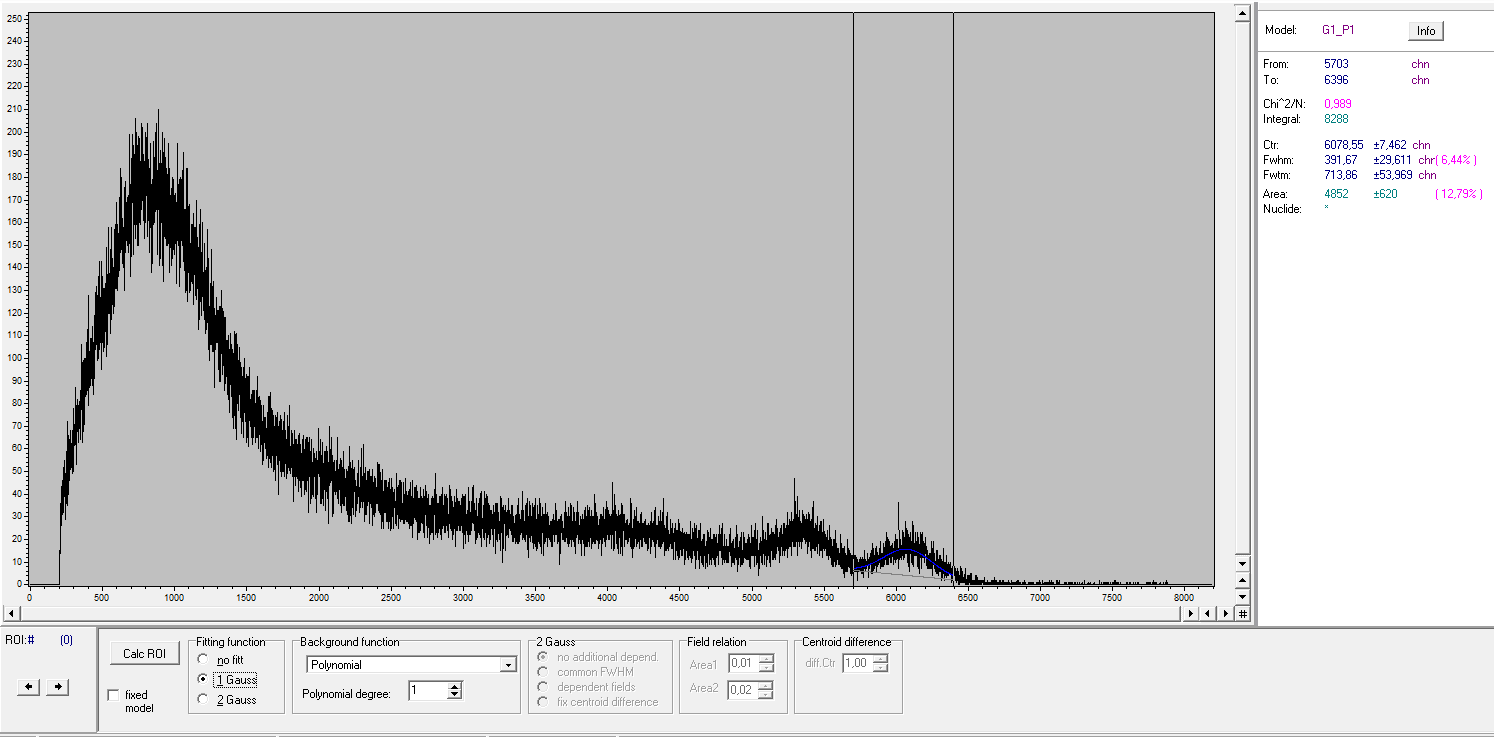 250
240
230
220
210
200
190
180
170
160
150
140
130
120
110
100
90
80
70
60
50
40
30
20
10
0
0 500 1000 1500 2000 2500 3000 3500 4000 4500 5000 5500 6000 6500 7000 7500 8000
#
Model: G1_P1 Info
From: 5703 chn
To: 6396 chn
Chi^2/N: 0,989
Integral: 8288
Ctr: 6078,55 ±7,462 chn
Fwhm: 391,67 ±29,611 chr( 6,44% )
Fwtm: 713,86 ±53,969 chn
Area: 4852 ±620 ( 12,79% )
Nuclide: *
ROI:# (0)
Calc ROI
fixed
model
Fitting function
no fitt
1 Gauss
2 Gauss
Background function
Polynomial
Polynomial degree: 1
2 Gauss
no additional depend.
common FWHM
dependent fields
fix centroid difference
Field relation
Area1 0,01
Area2 0,02
Centroid difference
diff.Ctr 1,00